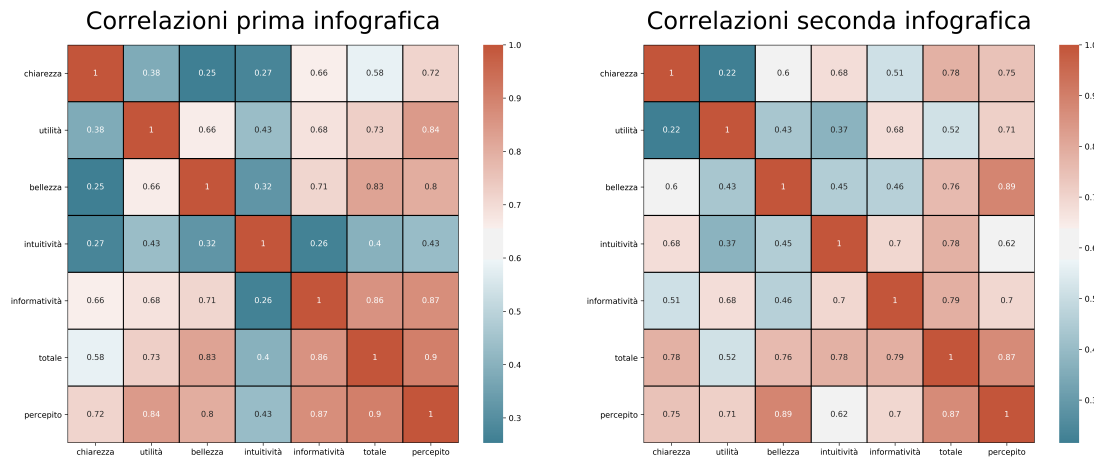 Correlazioni prima infografica
chiarezza 1 0.38 0.25 0.27 0.66 0.58 0.72
utilità 0.38 1 0.66 0.43 0.68 0.73 0.84
bellezza 0.25 0.66 1 0.32 0.71 0.83 0.8
intuitività 0.27 0.43 0.32 1 0.26 0.4 0.43
informatività 0.66 0.68 0.71 0.26 1 0.86 0.87
totale 0.58 0.73 0.83 0.4 0.86 1 0.9
percepito 0.72 0.84 0.8 0.43 0.87 0.9 1
chiarezza utilità bellezza intuitività informatività totale percepito
1.0
0.9
0.8
0.7
0.6
0.5
0.4
0.3
Correlazioni seconda infografica
chiarezza 1 0.22 0.6 0.68 0.51 0.78 0.75
utilità 0.22 1 0.43 0.37 0.68 0.52 0.71
bellezza 0.6 0.43 1 0.45 0.46 0.76 0.89
intuitività 0.68 0.37 0.45 1 0.7 0.78 0.62
informatività 0.51 0.68 0.46 0.7 1 0.79 0.7
totale 0.78 0.52 0.76 0.78 0.79 1 0.87
percepito 0.75 0.71 0.89 0.62 0.7 0.87 1
chiarezza utilità bellezza intuitività informatività totale percepito